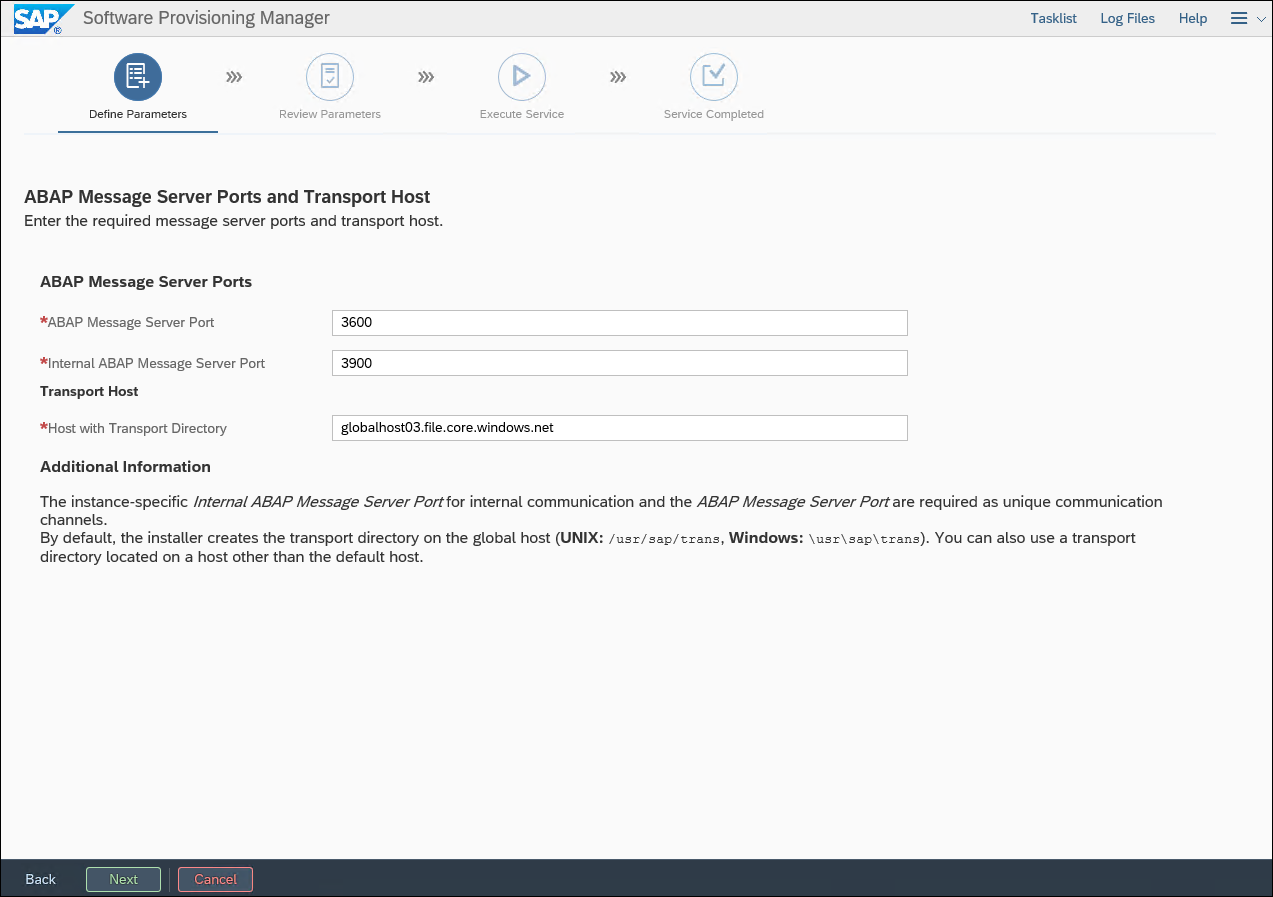 SAP® Software Provisioning Manager Tasklist Log Files Help
Define Parameters Review Parameters Execute Service Service Completed
ABAP Message Server Ports and Transport Host
Enter the required message server ports and transport host.
ABAP Message Server Ports
*ABAP Message Server Port 3600
*Internal ABAP Message Server Port 3900
Transport Host
*Host with Transport Directory globalhost03.file.core.windows.net
Additional Information
The instance-specific Internal ABAP Message Server Port for internal communication and the ABAP Message Server Port are required as unique communication
channels.
By default, the installer creates the transport directory on the global host (UNIX: /usr/sap/trans, Windows: \usr\sap\trans). You can also use a transport
directory located on a host other than the default host.
Back Next Cancel